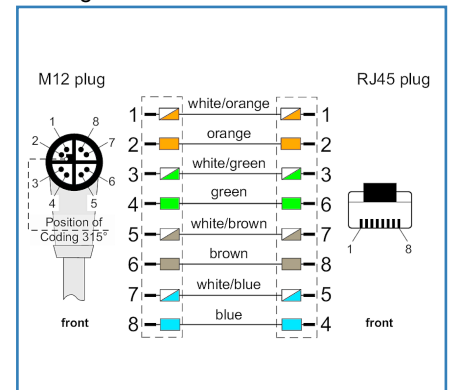 M12 plug
RJ45 plug
1 white/orange 1
2 orange 2
3 white/green 3
4 green 6
5 white/brown 7
6 brown 8
7 white/blue 5
8 blue 4
1 8
2 7
3 6
4 5
Position of
Coding 315°
front
1 8
front